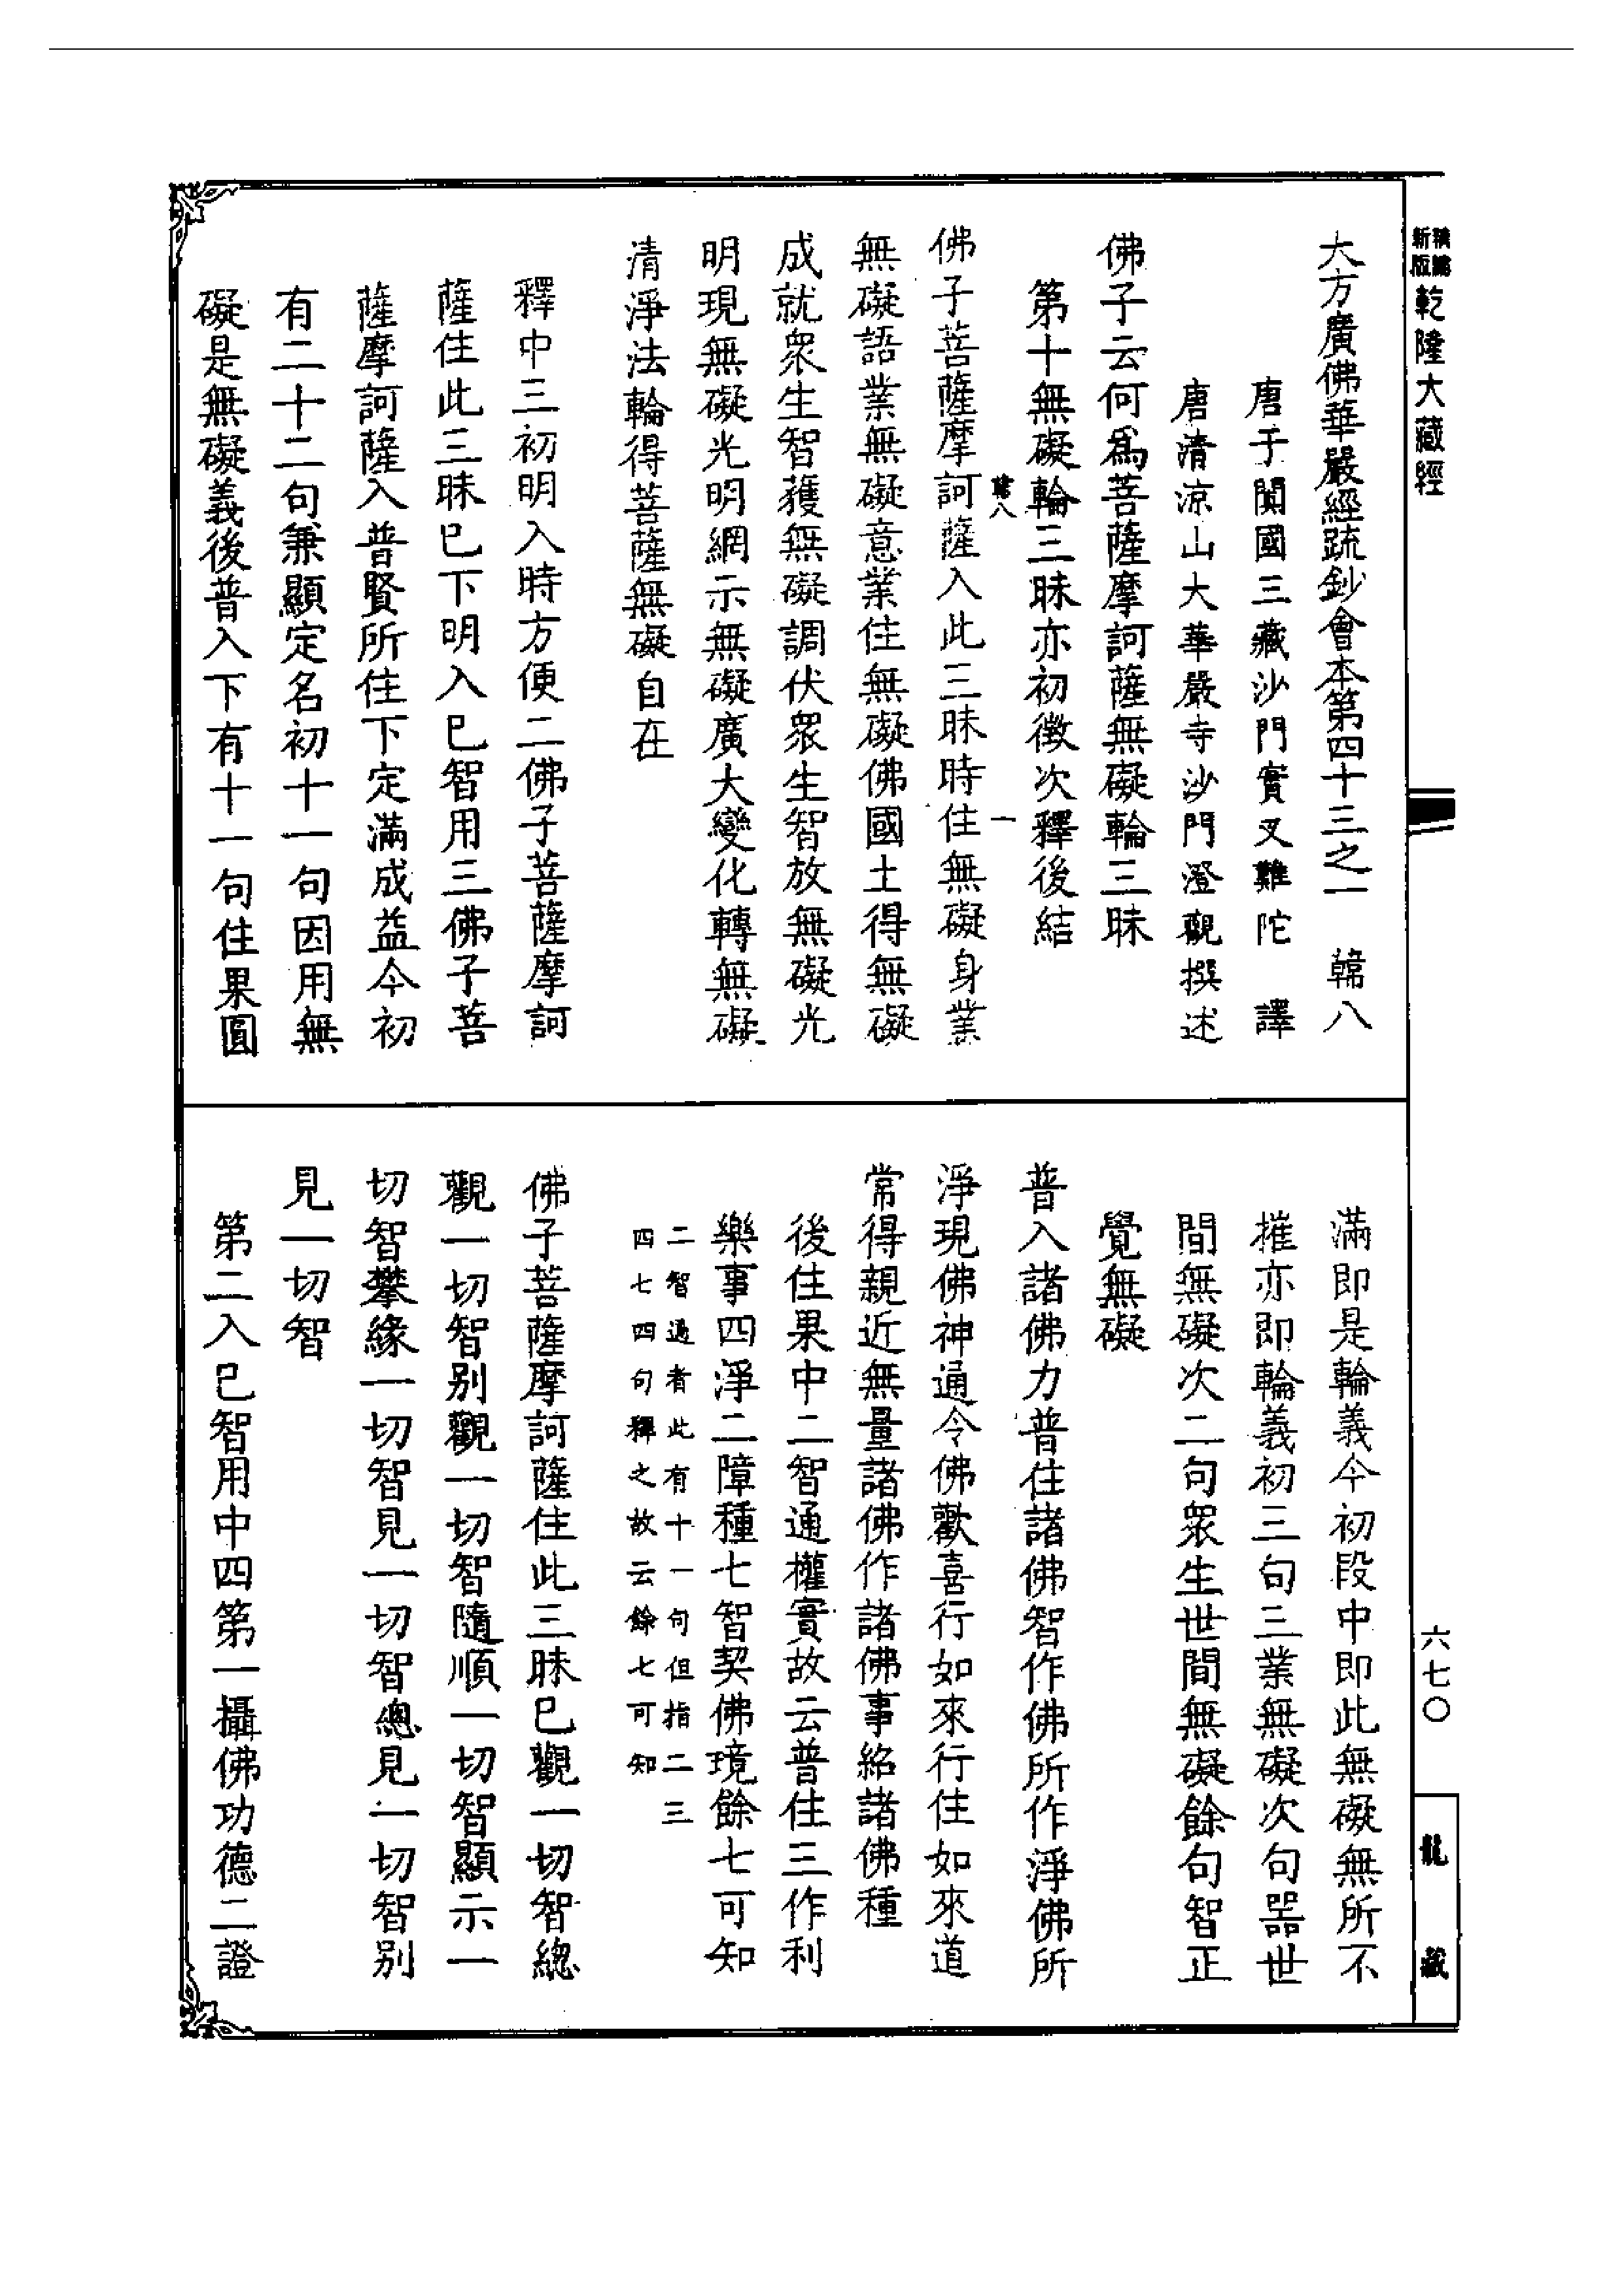 新版精縮乾隆大藏經
大方廣佛華嚴經疏鈔會本第四十三之一　韓八
唐于闐國三藏沙門實叉難陀　譯
唐清凉山大華嚴寺沙門澄觀撰述
佛子云何爲菩薩摩訶薩無礙輪三昧
第十無礙輪三昧亦初徴次釋後結
韓八　一
佛子菩薩摩訶薩入此三昧時住無礙身業
無礙語業無礙意業住無礙佛國土得無礙
成就衆生智獲無礙調伏衆生智放無礙光
明現無礙光明網示無礙廣大變化轉無礙
清淨法輪得菩薩無礙自在
釋中三初明入時方便二佛子菩薩摩訶
薩住此三昧已下明入已智用三佛子菩
薩摩訶薩入普賢所住下定滿成益今初
有二十二句兼顯定名初十一句因用無
礙是無礙義後普入下有十一句住果圓
滿即是輪義今初段中即此無礙無所不
摧亦即輪義初三句三業無礙次句器世
間無礙次二句衆生世間無礙餘句智正
覺無礙
普入諸佛力普住諸佛智作佛所作淨佛所
淨現佛神通令佛歡喜行如來行住如來道
常得親近無量諸佛作諸佛事紹諸佛種
後住果中二智通權實故云普住三作利
樂事四淨二障種七智契佛境餘七可知
二智通者此有十一句但指二三
四七四句釋之故云餘七可知
佛子菩薩摩訶薩住此三昧已觀一切智總
觀一切智别觀一切智隨順一切智顯示一
切智攀緣一切智見一切智總見一切智别
見一切智
第二入已智用中四第一攝佛功德二證
六七〇
龍藏